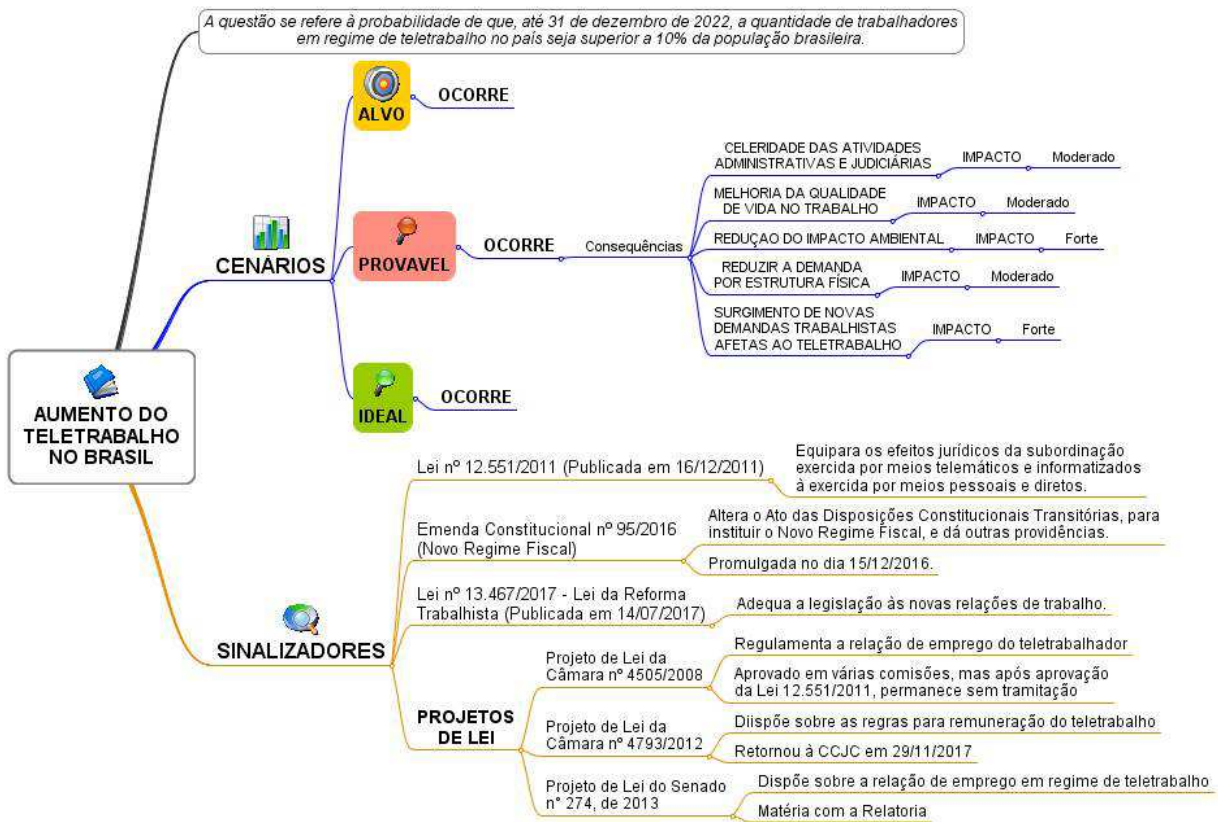 A questão se refere à probabilidade de que, até 31 de dezembro de 2022, a quantidade de trabalhadores
em regime de teletrabalho no país seja superior a 10% da população brasileira.
AUMENTO DO
TELETRABALHO
NO BRASIL
CENÁRIOS
ALVO
OCORRE
PROVAVEL
OCORRE
Consequências
CELERIDADE DAS ATIVIDADES
ADMINISTRATIVAS E JUDICIÁRIAS
IMPACTO
Moderado
MELHORIA DA QUALIDADE
DE VIDA NO TRABALHO
IMPACTO
Moderado
REDUÇAO DO IMPACTO AMBIENTAL
IMPACTO
Forte
REDUZIR A DEMANDA
POR ESTRUTURA FÍSICA
IMPACTO
Moderado
SURGIMENTO DE NOVAS
DEMANDAS TRABALHISTAS
AFETAS AO TELETRABALHO
IMPACTO
Forte
IDEAL
OCORRE
SINALIZADORES
Lei nº 12.551/2011 (Publicada em 16/12/2011)
Equipara os efeitos jurídicos da subordinação
exercida por meios telemáticos e informatizados
à exercida por meios pessoais e diretos.
Emenda Constitucional nº 95/2016
(Novo Regime Fiscal)
Altera o Ato das Disposições Constitucionais Transitórias, para
instituir o Novo Regime Fiscal, e dá outras providências.
Promulgada no dia 15/12/2016.
Lei nº 13.467/2017 - Lei da Reforma
Trabalhista (Publicada em 14/07/2017)
Adequa a legislação às novas relações de trabalho.
PROJETOS
DE LEI
Projeto de Lei da
Câmara nº 4505/2008
Regulamenta a relação de emprego do teletrabalhador
Aprovado em várias comisões, mas após aprovação
da Lei 12.551/2011, permanece sem tramitação
Projeto de Lei da
Câmara nº 4793/2012
Diispõe sobre as regras para remuneração do teletrabalho
Retornou à CCJC em 29/11/2017
Projeto de Lei do Senado
n° 274, de 2013
Dispõe sobre a relação de emprego em regime de teletrabalho
Matéria com a Relatoria